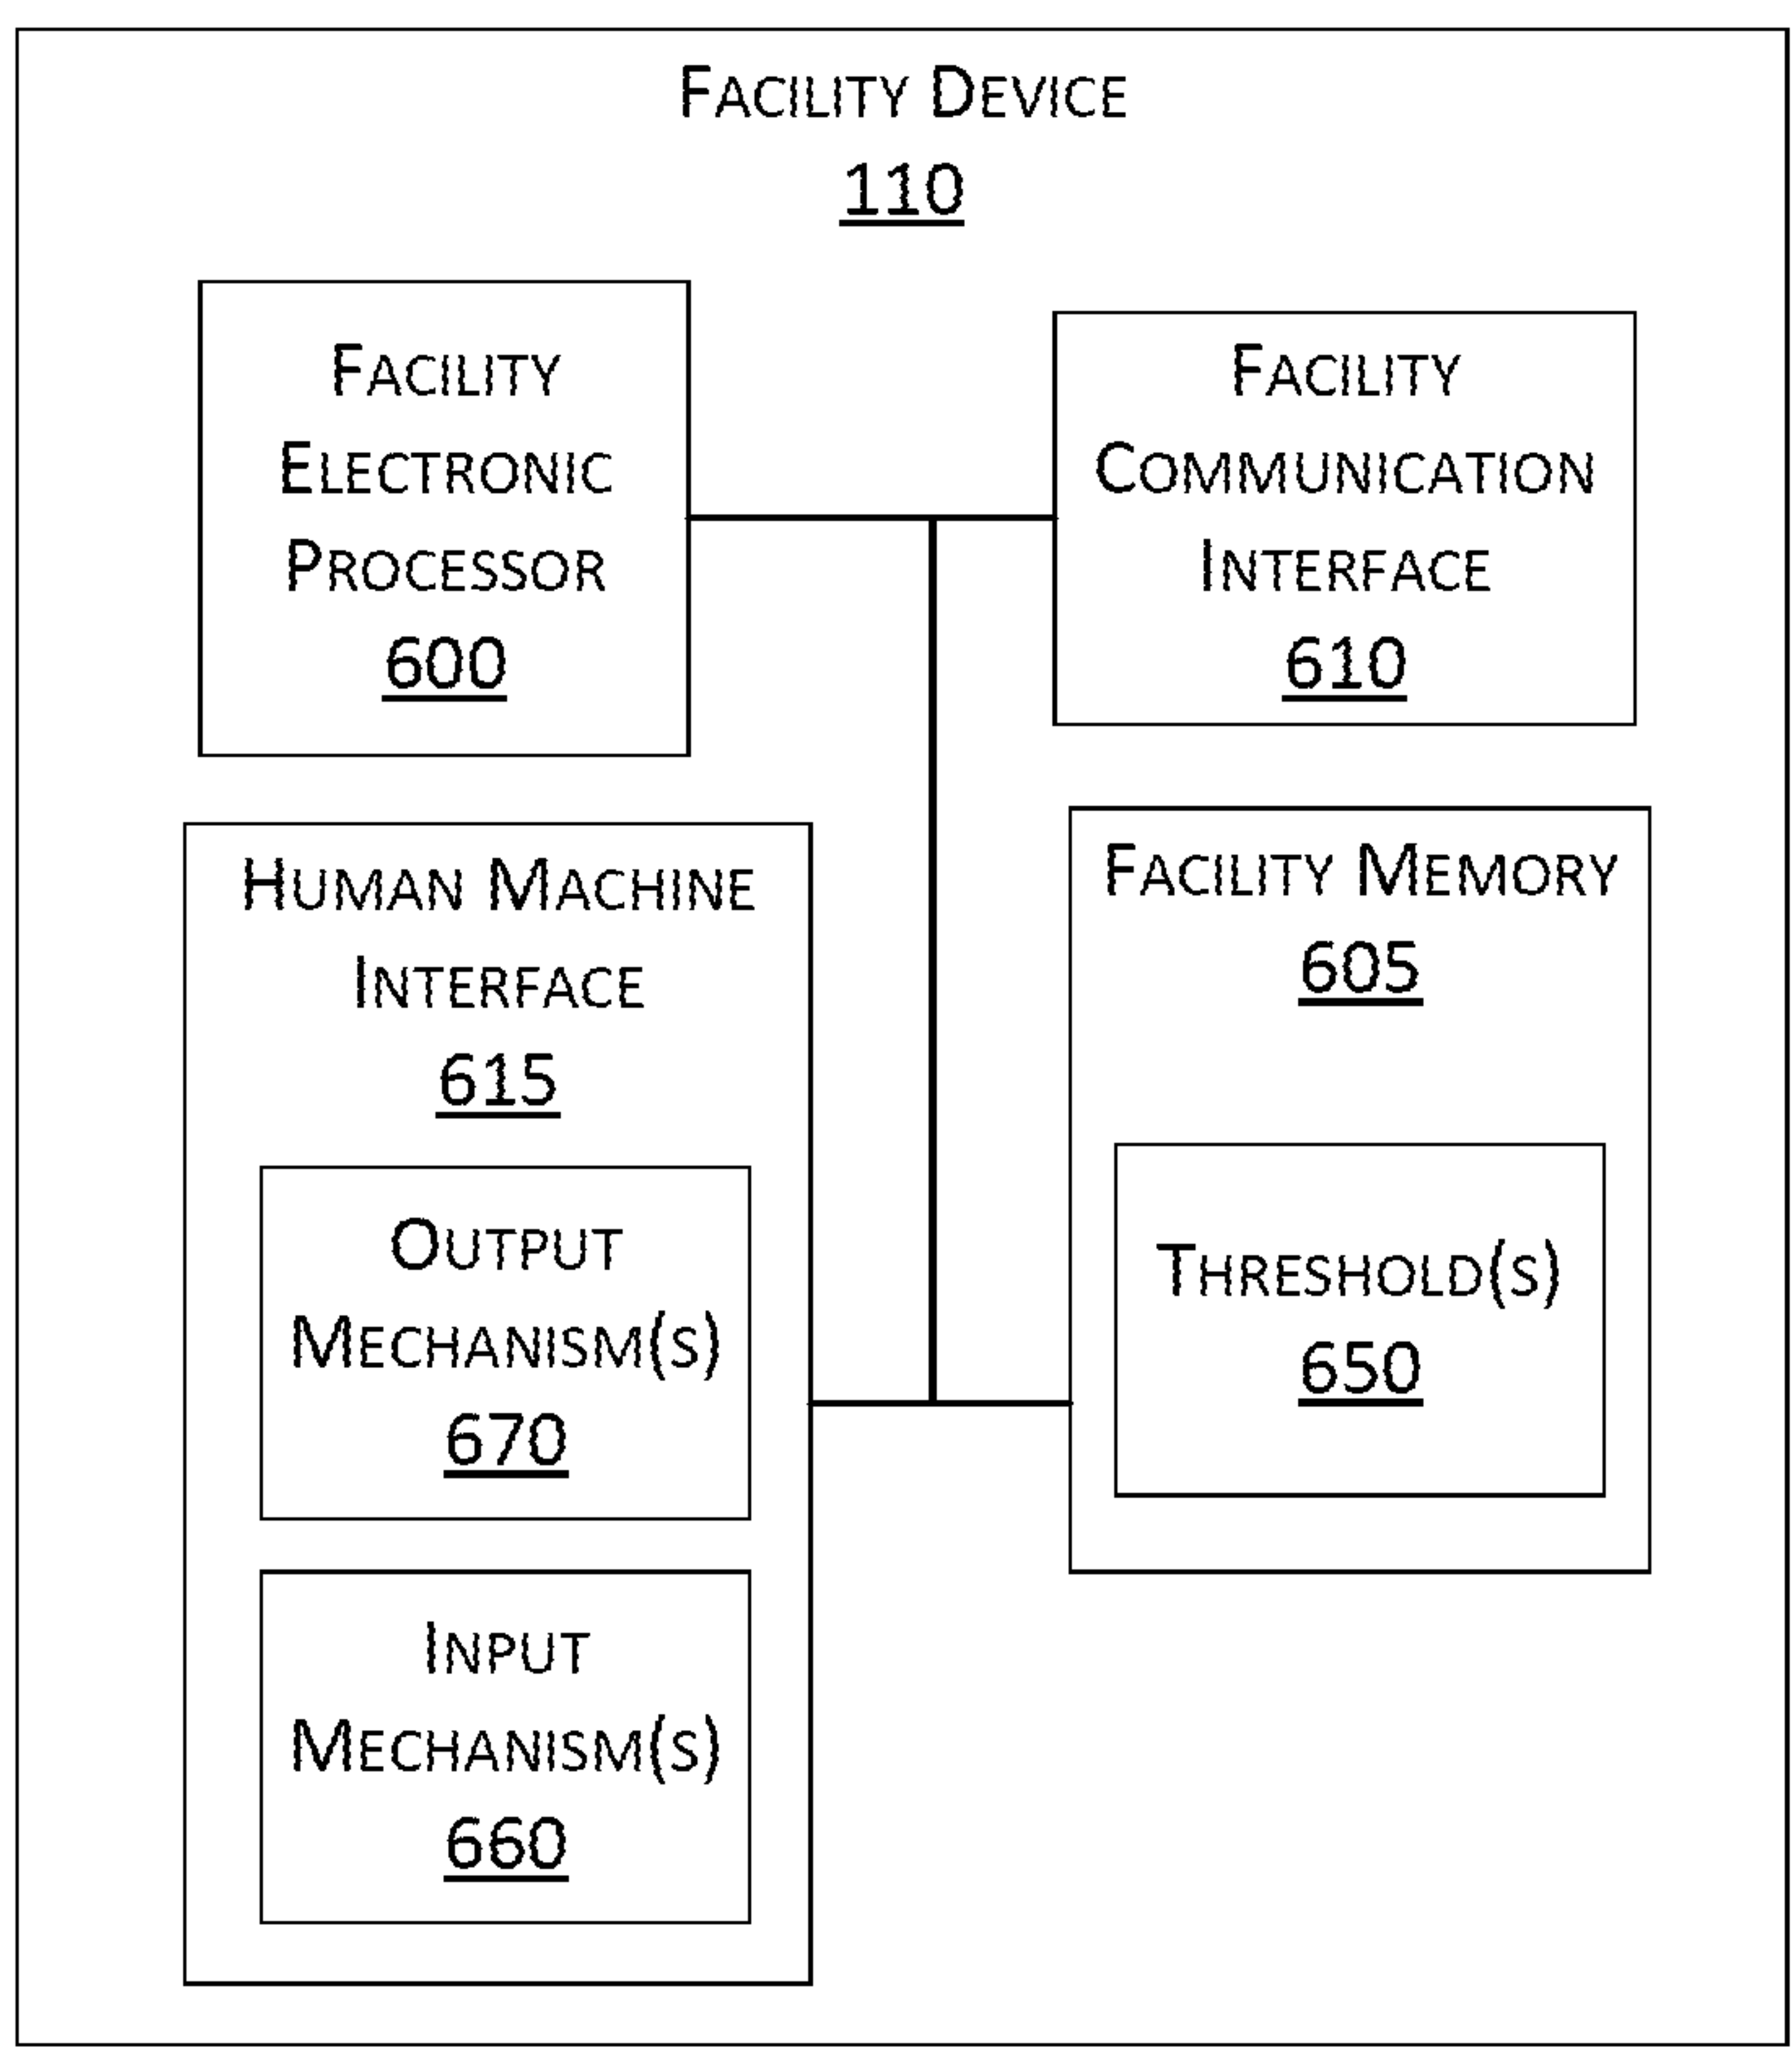 FACILITY DEVICE
110
FACILITY
ELECTRONIC
PROCESSOR
600
FACILITY
COMMUNICATION
INTERFACE
610
HUMAN MACHINE
INTERFACE
615
OUTPUT
MECHANISM(S)
670
INPUT
MECHANISM(S)
660
FACILITY MEMORY
605
THRESHOLD(S)
650